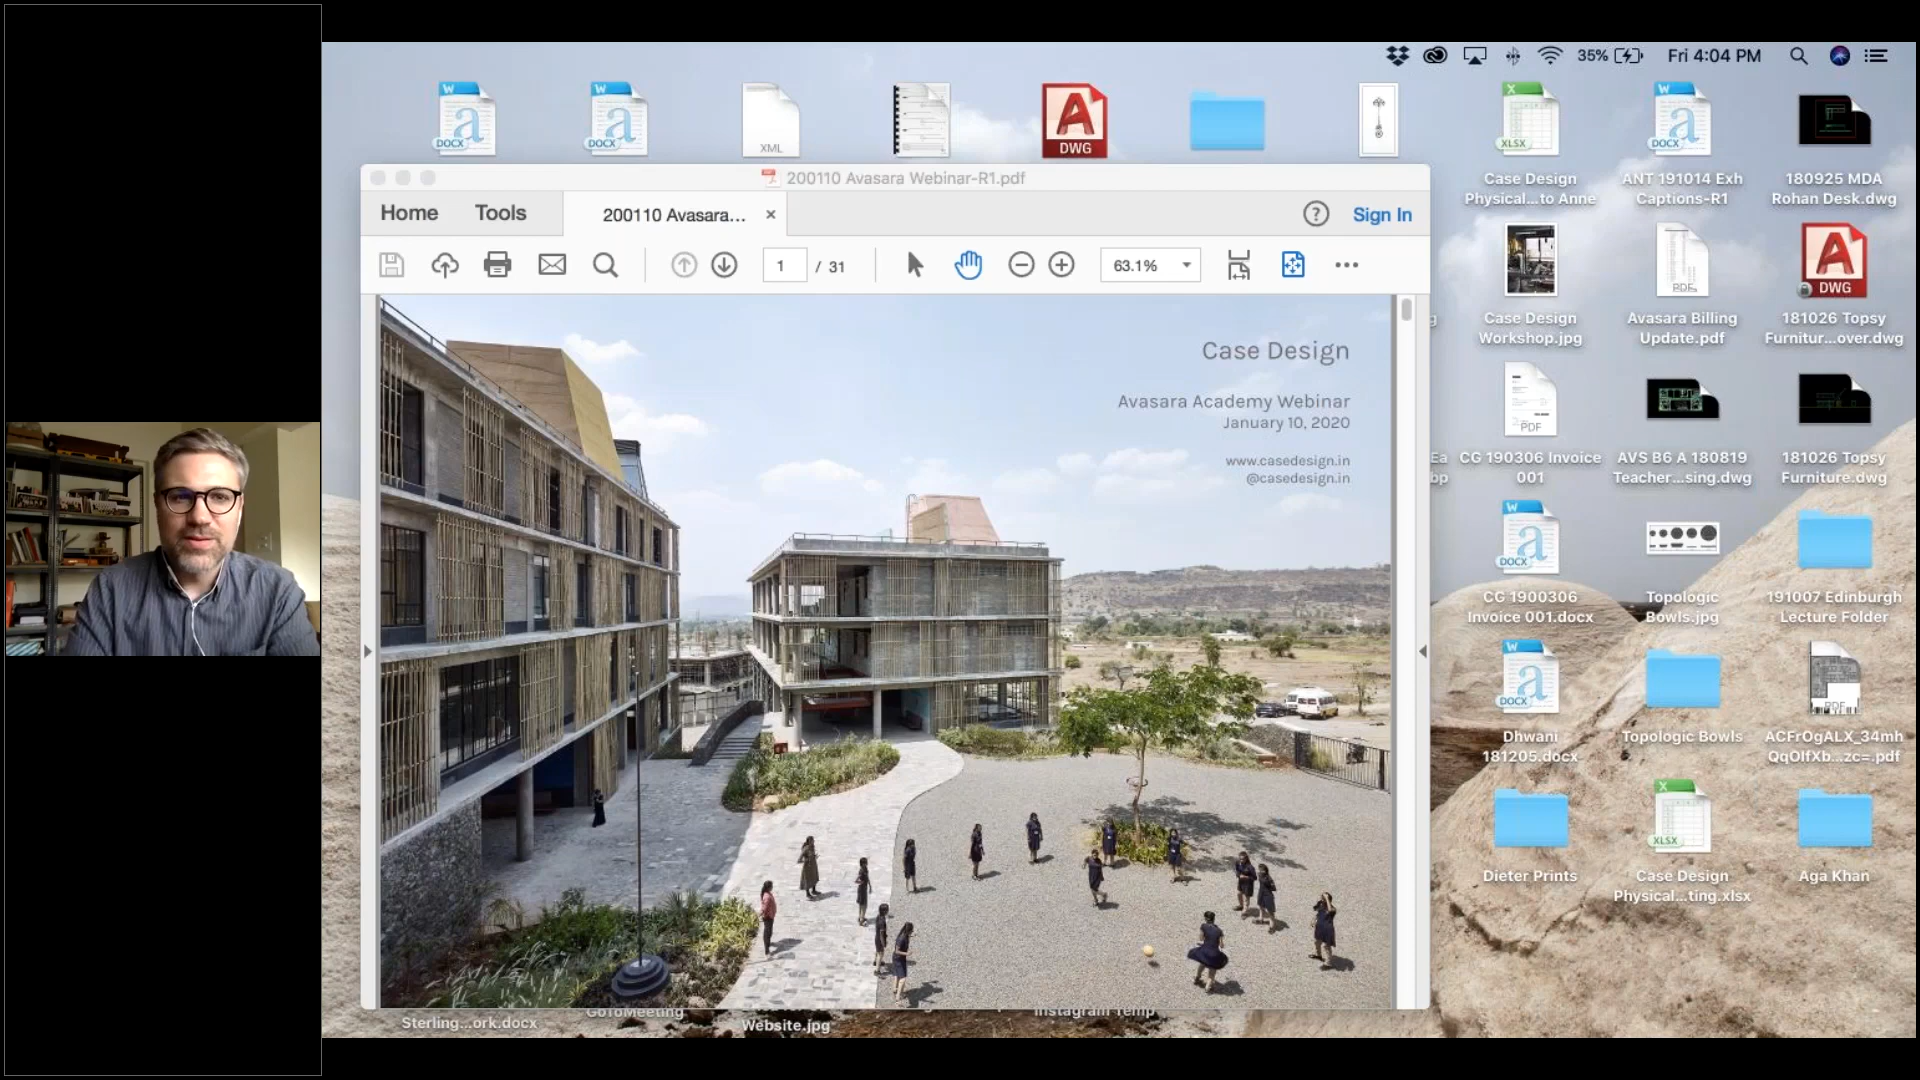 35%
Fri 4:04 PM
W
DOCX
W
DOCX
XML
A
DWG
X
XLSX
W
DOCX
Case Design
Physical...to Anne
ANT 191014 Exh
Captions-R1
180925 MDA
Rohan Desk.dwg
200110 Avasara Webinar-R1.pdf
Home
Tools
200110 Avasara...
Sign In
1 / 31
63.1%
PDF
A
DWG
Case Design
Workshop.jpg
Avasara Billing
Update.pdf
181026 Topsy
Furnitur...over.dwg
Case Design
Avasara Academy Webinar
January 10, 2020
www.casedesign.in
@casedesign.in
PDF
CG 190306 Invoice
001
AVS B6 A 180819
Teacher...sing.dwg
181026 Topsy
Furniture.dwg
W
DOCX
CG 1900306
Invoice 001.docx
Topologic
Bowls.jpg
191007 Edinburgh
Lecture Folder
W
DOCX
PDF
Dhwani
181205.docx
Topologic Bowls
ACFrOgALX_34mh
QqOIfXb...zc=.pdf
X
XLSX
Dieter Prints
Case Design
Physical...ting.xlsx
Aga Khan
Sterling...ork.docx
GoToMeeting
Website.jpg
Instagram Temp